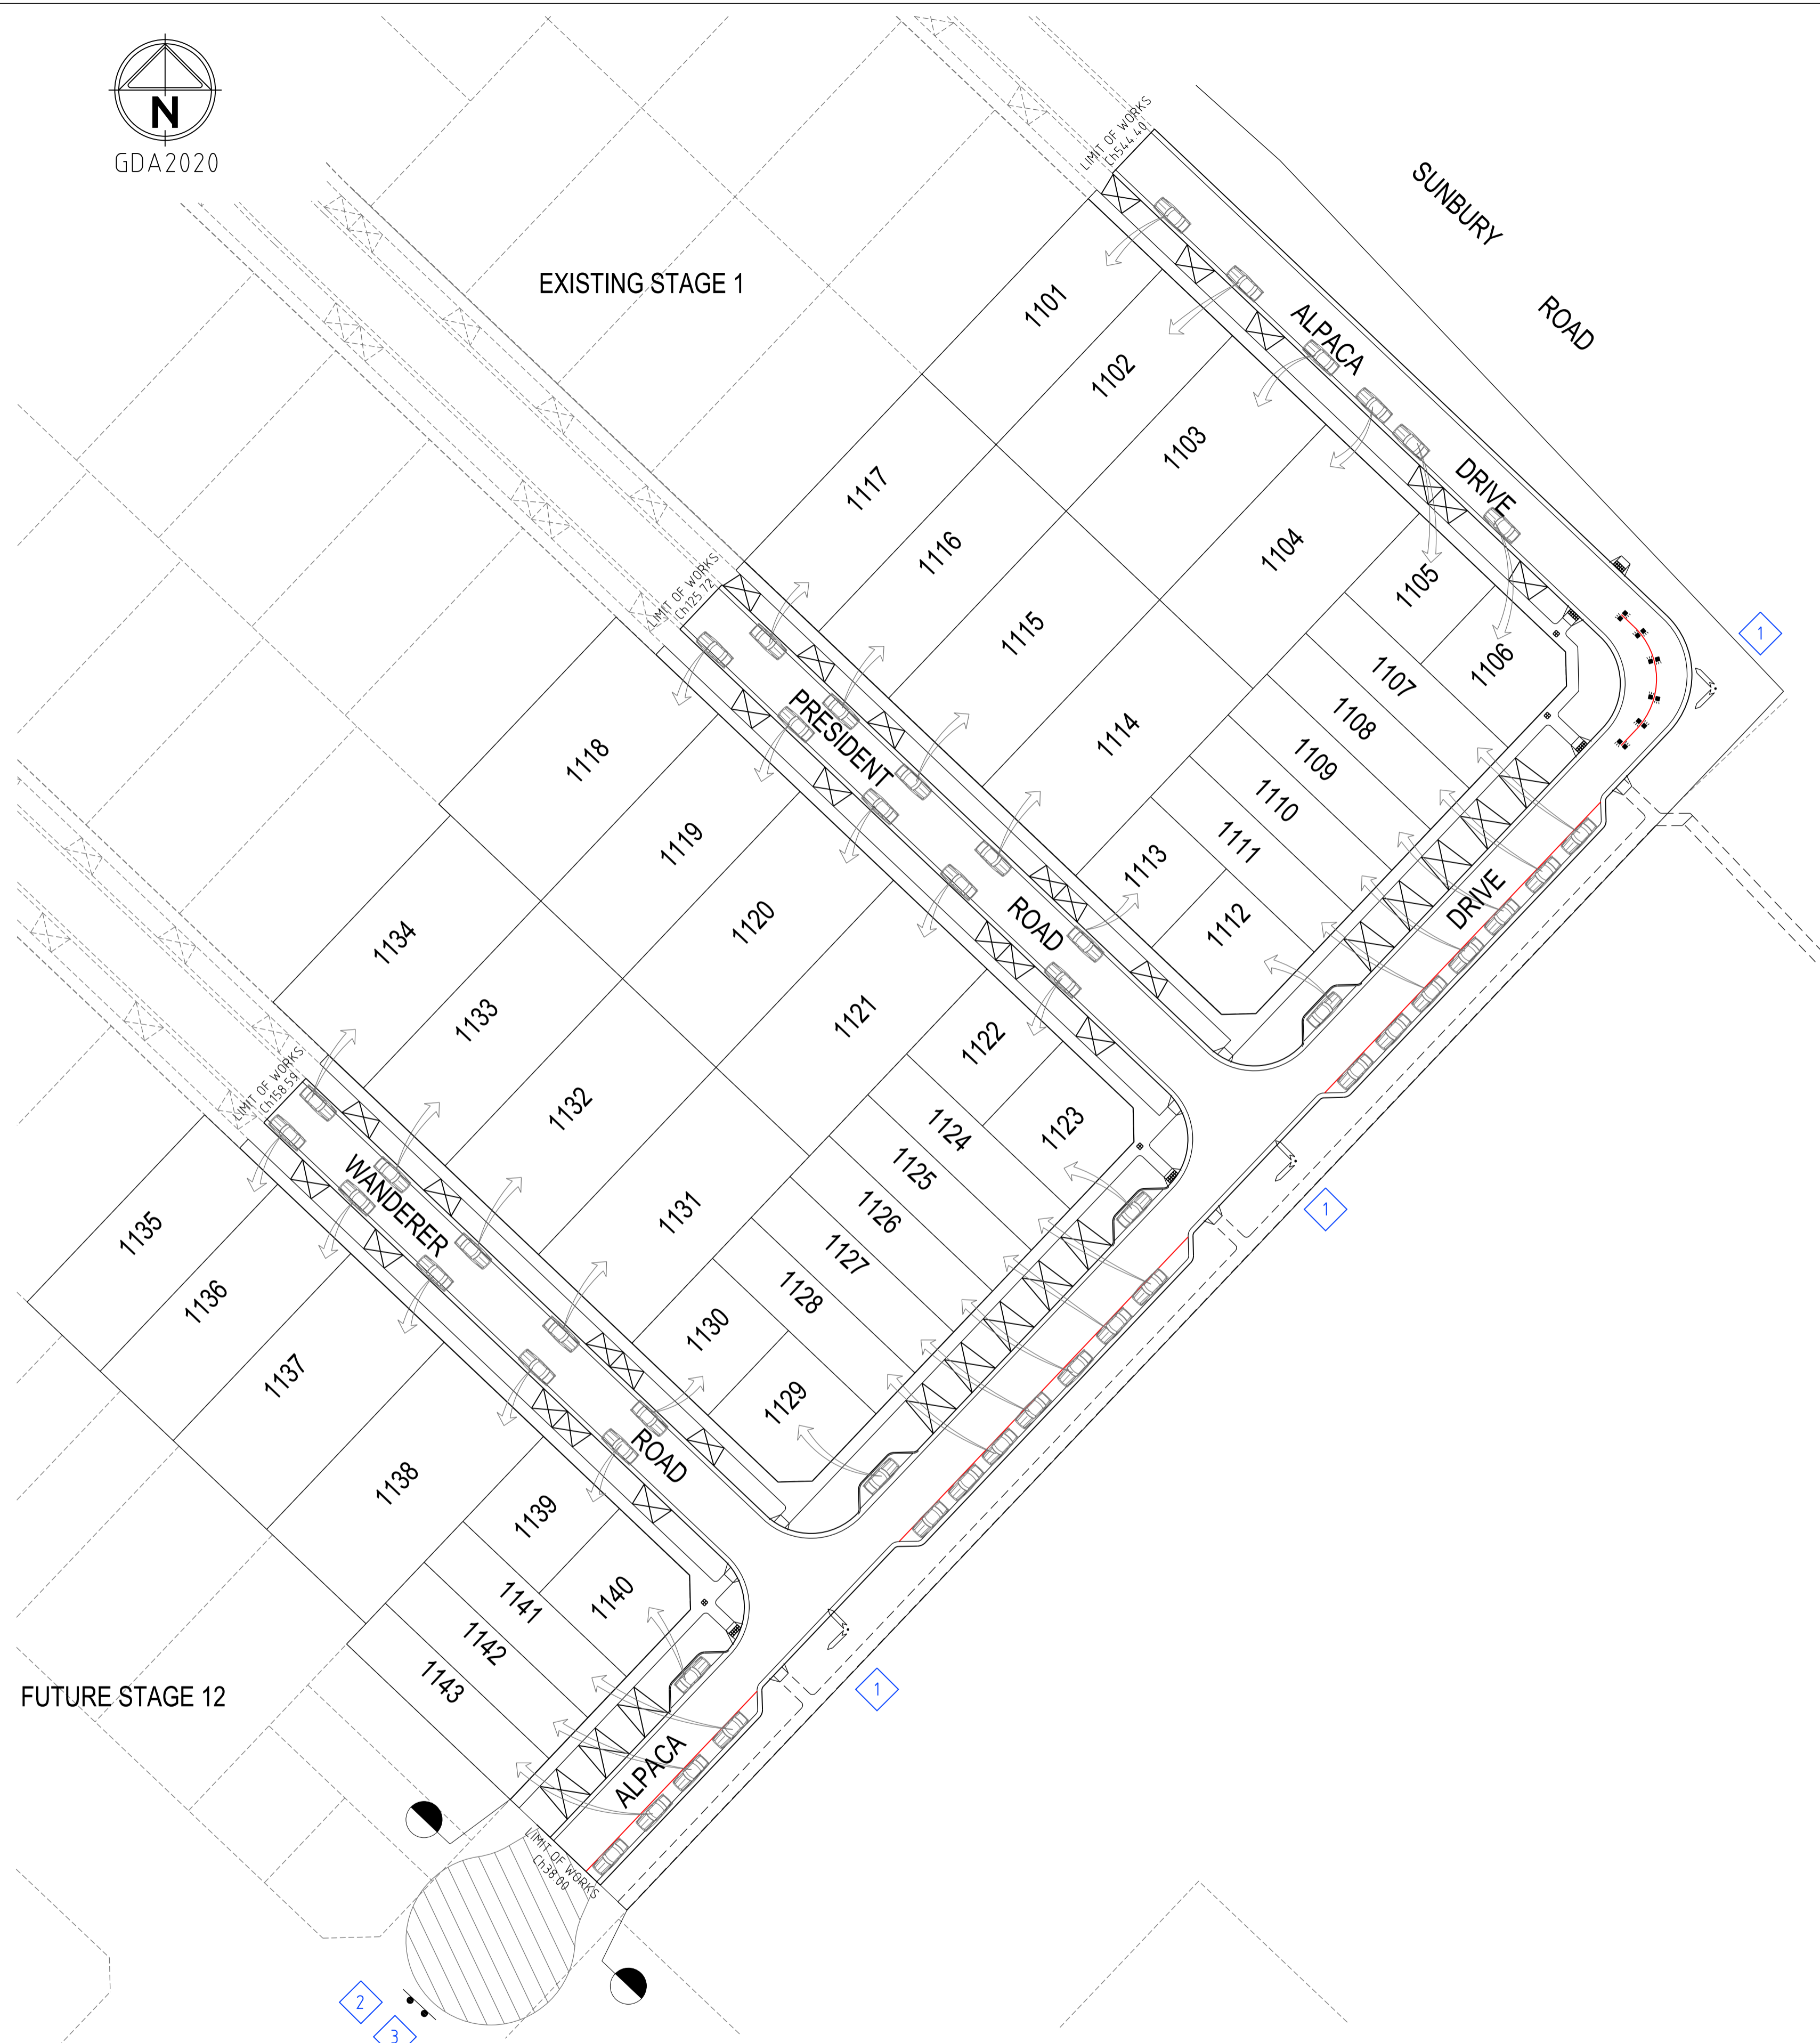 N
GDA2020
EXISTING STAGE 1
SUNBURY
ROAD
LIMIT OF WORKS
Ch544.40
ALPACA
DRIVE
1101
1102
1103
1104
1105
1106
1107
1108
1109
1110
1111
1112
1113
1114
1115
1116
1117
1
LIMIT OF WORKS
Ch125.72
PRESIDENT
ROAD
DRIVE
1118
1119
1120
1121
1122
1123
1124
1125
1126
1127
1128
1129
1130
1131
1132
1133
1134
1
LIMIT OF WORKS
Ch158.59
WANDERER
ROAD
1135
1136
1137
1138
1139
1140
1141
1142
1143
1
FUTURE STAGE 12
ALPACA
LIMIT OF WORKS
Ch38.00
2
3